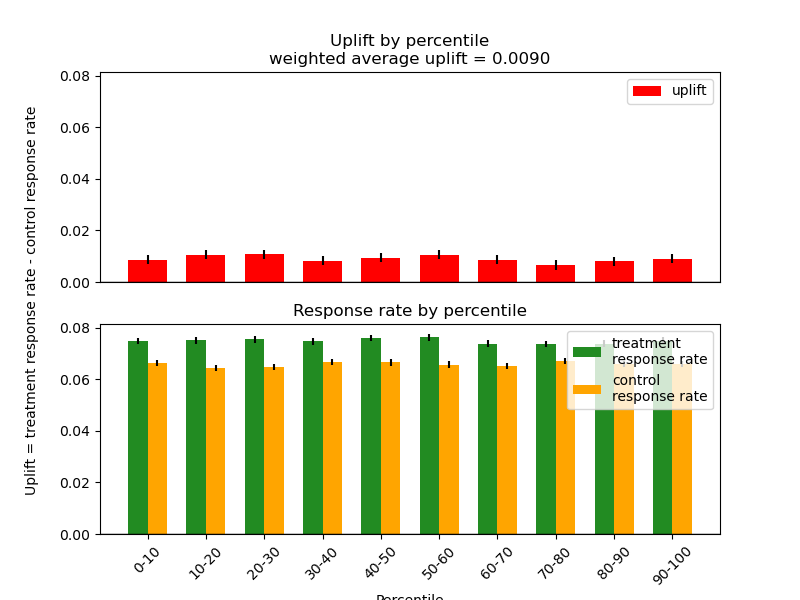 Uplift by percentile
weighted average uplift = 0.0090
uplift
0.08
0.06
0.04
0.02
0.00
Uplift = treatment response rate - control response rate
Response rate by percentile
treatment
response rate
control
response rate
0.08
0.06
0.04
0.02
0.00
0-10
10-20
20-30
30-40
40-50
50-60
60-70
70-80
80-90
90-100
Percentile